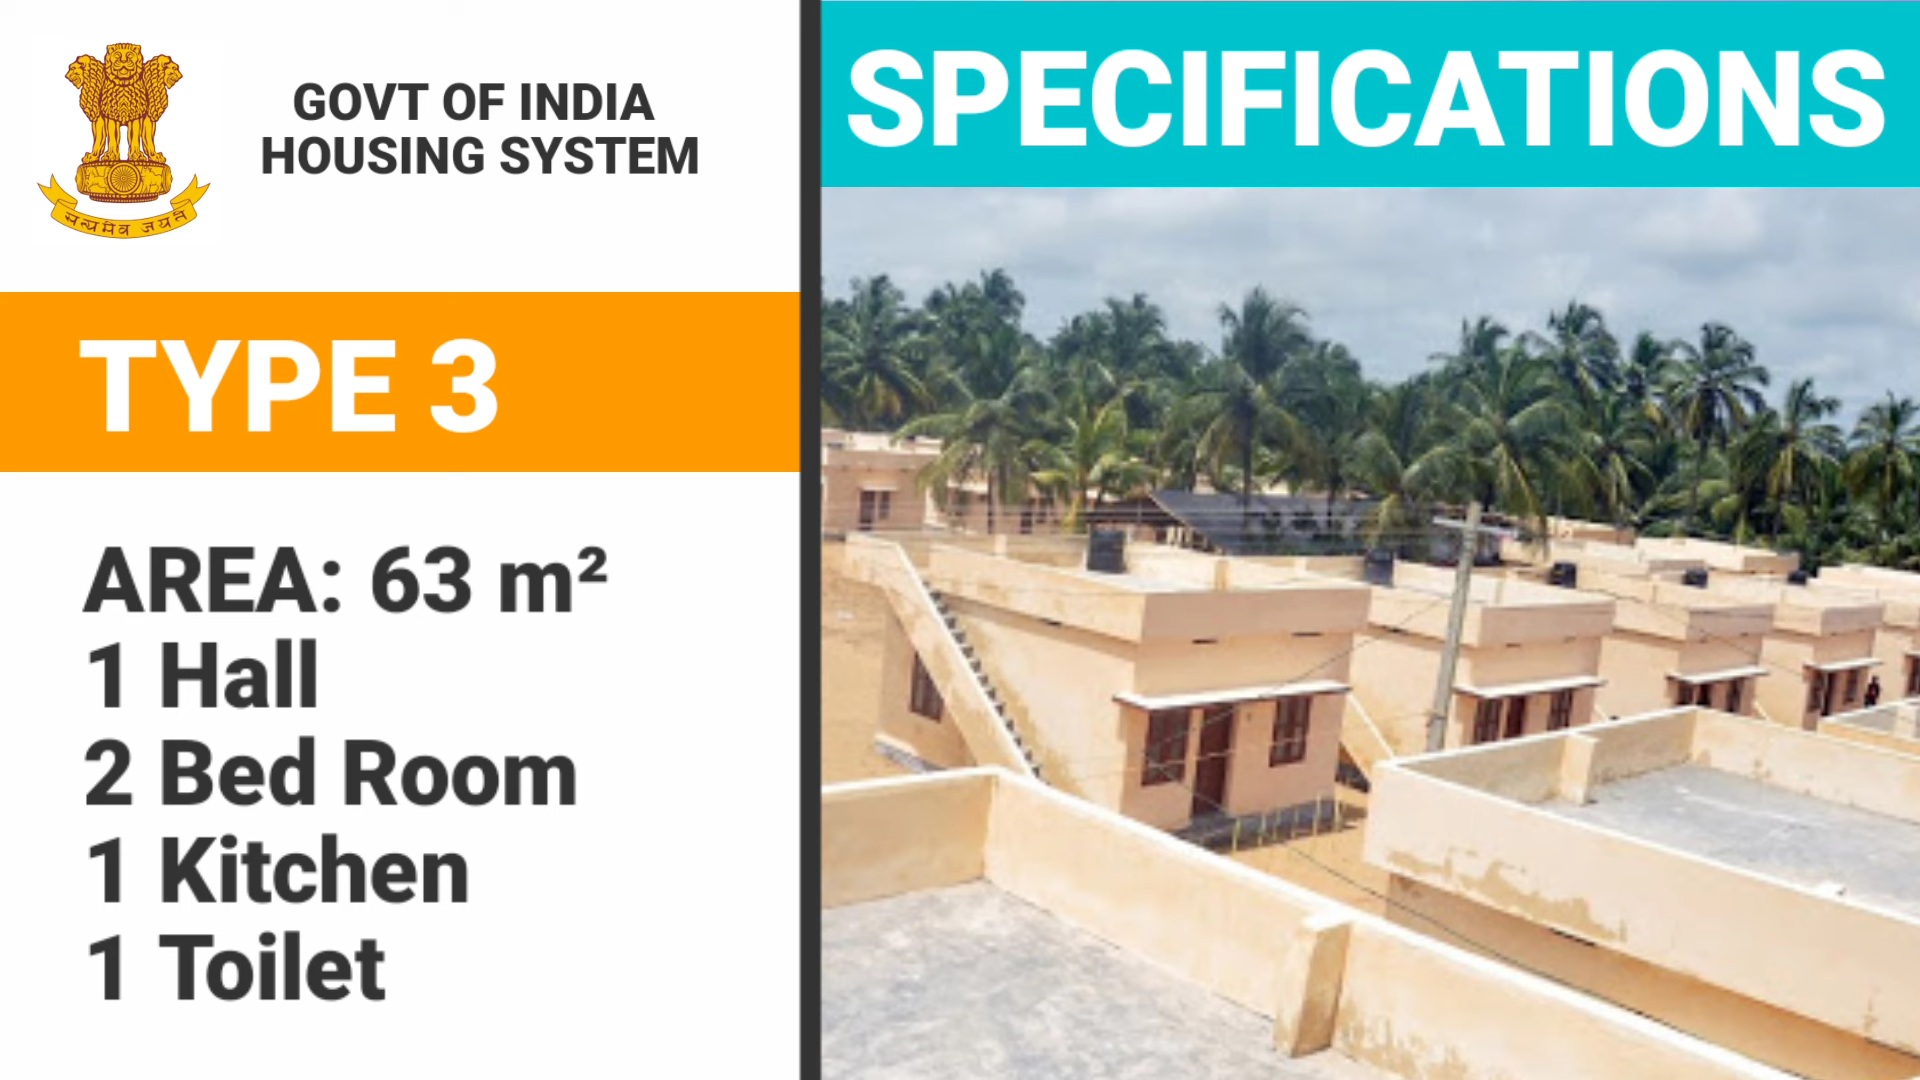 सत्यमेव जयते
GOVT OF INDIA
HOUSING SYSTEM
TYPE 3
AREA: 63 m²
1 Hall
2 Bed Room
1 Kitchen
1 Toilet
SPECIFICATIONS